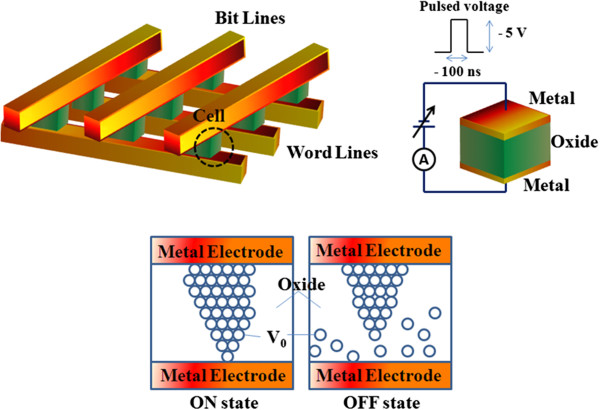 Bit Lines
Cell
Word Lines
Pulsed voltage
- 5 V
- 100 ns
Metal
A
Oxide
Metal
Metal Electrode
Metal Electrode
Oxide
V₀
Metal Electrode
Metal Electrode
ON state
OFF state